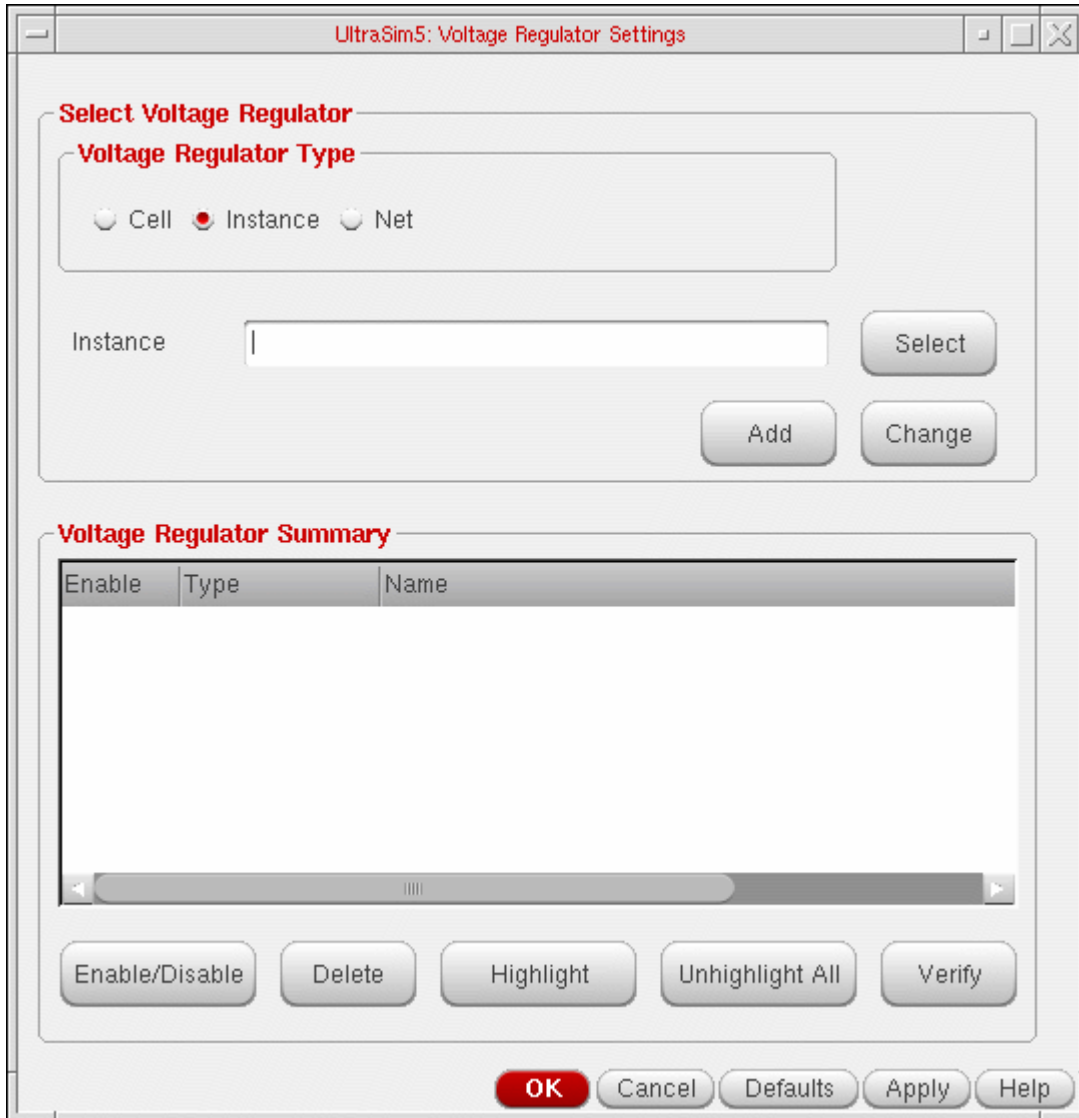 UltraSim5: Voltage Regulator Settings
Select Voltage Regulator
Voltage Regulator Type
Cell Instance Net
Instance Select
Add Change
Voltage Regulator Summary
Enable Type Name
Enable/Disable Delete Highlight Unhighlight All Verify
OK Cancel Defaults Apply Help